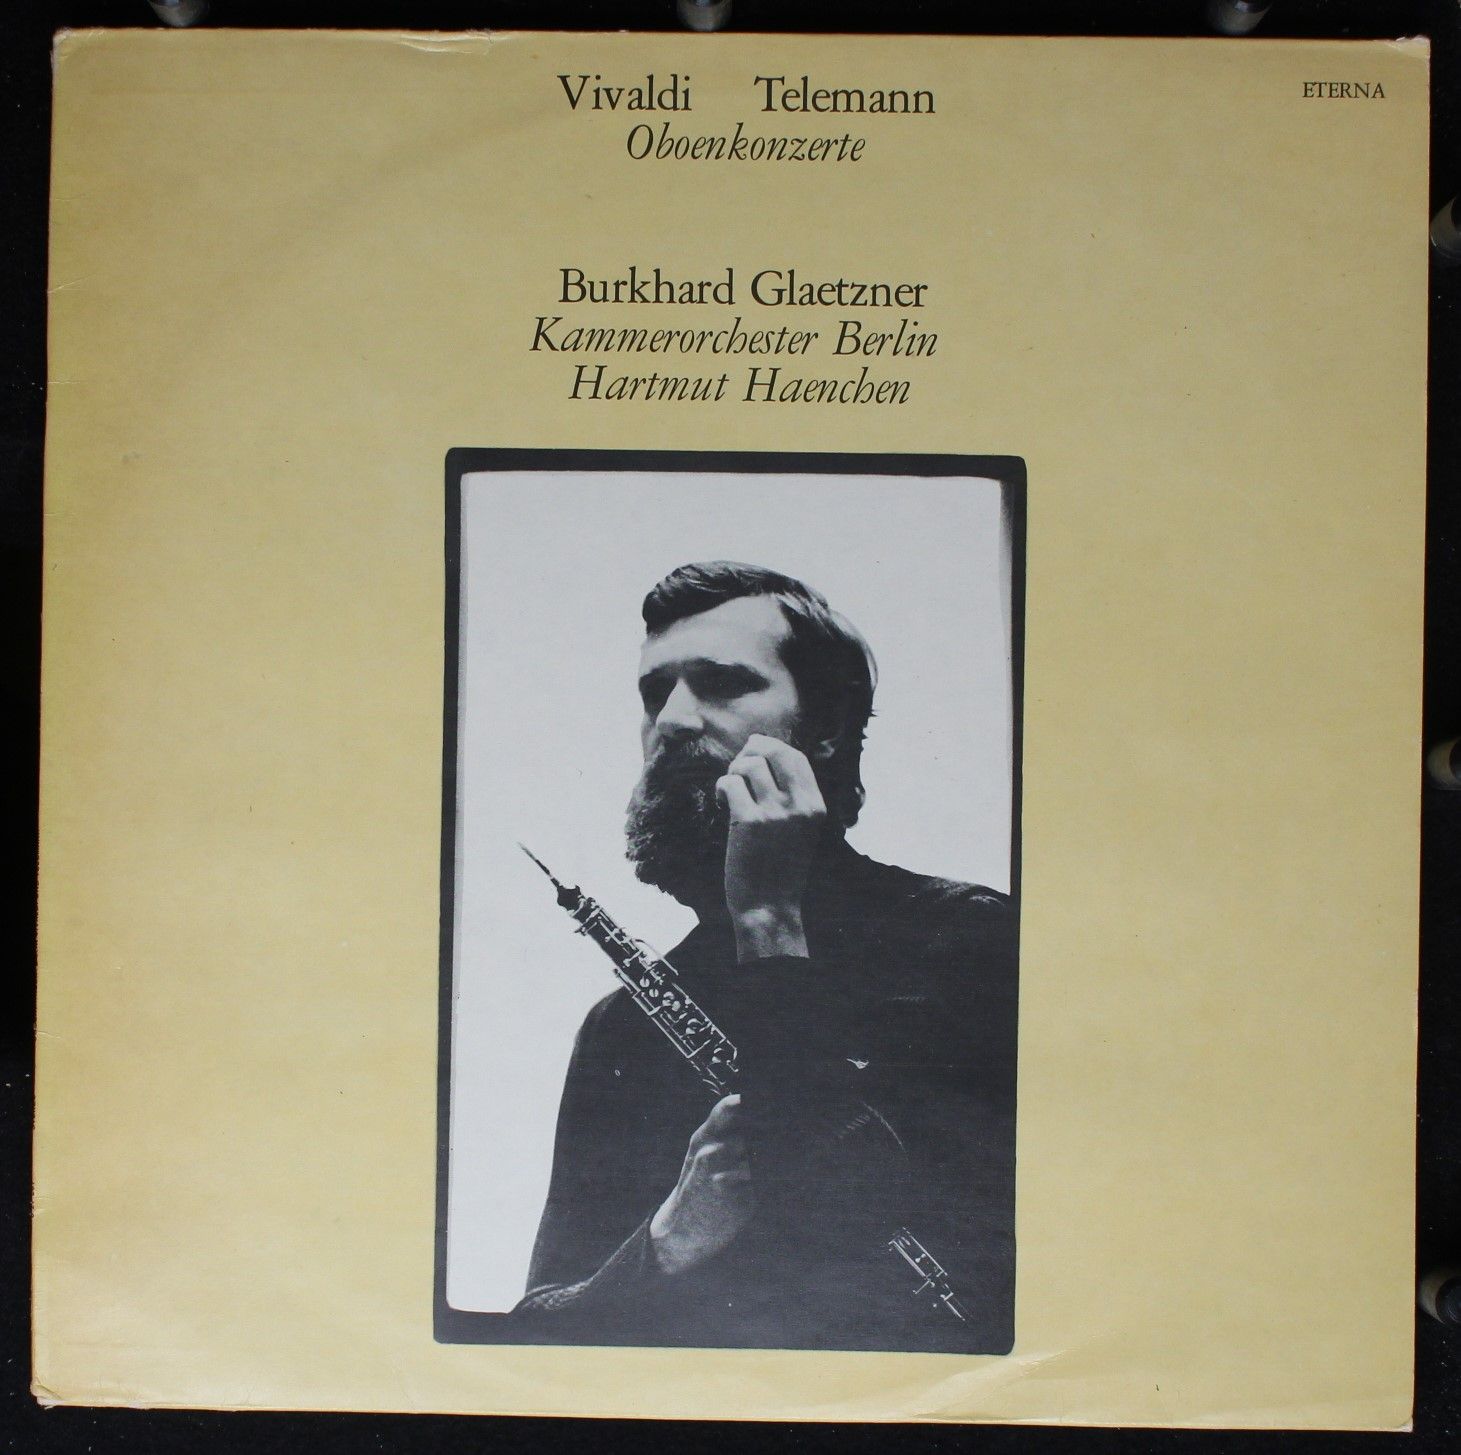 Vivaldi Telemann
Oboenkonzerte
ETERNA
Burkhard Glaetzner
Kammerorchester Berlin
Hartmut Haenchen